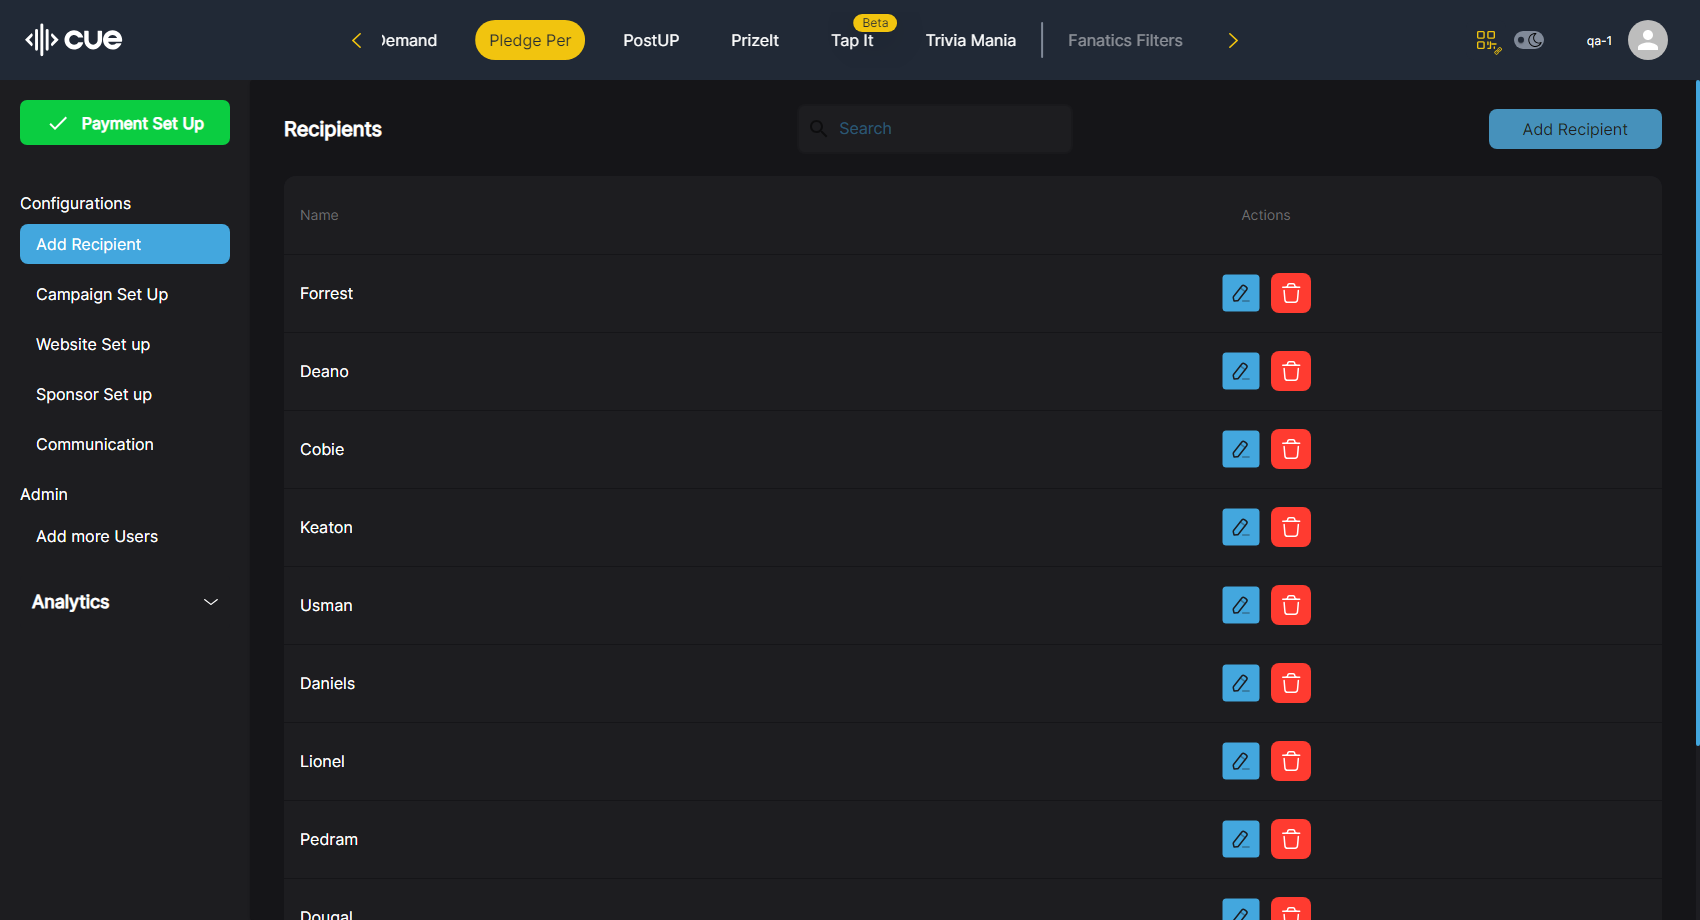 cue
Demand
Pledge Per
PostUP
PrizeIt
Beta
Tap It
Trivia Mania
Fanatics Filters
qa-1
Payment Set Up
Configurations
Add Recipient
Campaign Set Up
Website Set up
Sponsor Set up
Communication
Admin
Add more Users
Analytics
Recipients
Search
Add Recipient
Name
Actions
Forrest
Deano
Cobie
Keaton
Usman
Daniels
Lionel
Pedram
Dougal